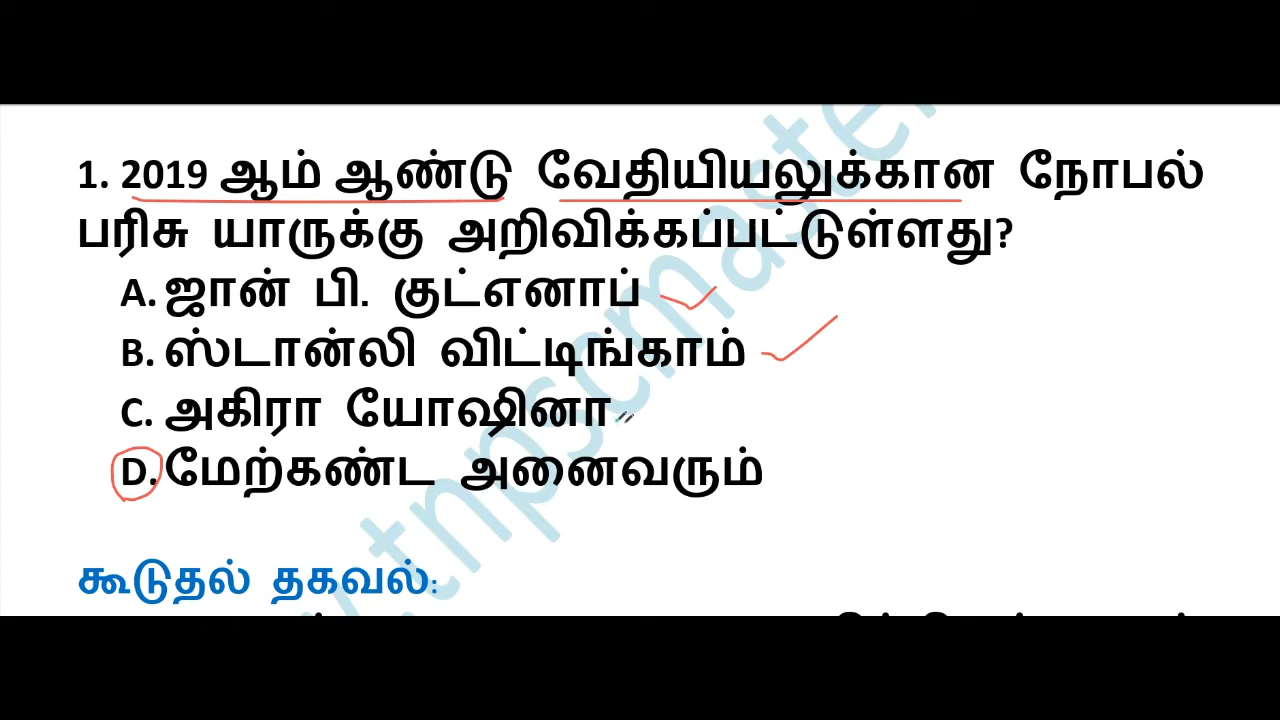 1. 2019 ஆம் ஆண்டு வேதியியலுக்கான நோபல்
பரிசு யாருக்கு அறிவிக்கப்பட்டுள்ளது?
A. ஜான் பி. குட்எனாப்
B. ஸ்டான்லி விட்டிங்காம்
C. அகிரா யோஷினா
D. மேற்கண்ட அனைவரும்
கூடுதல் தகவல்: